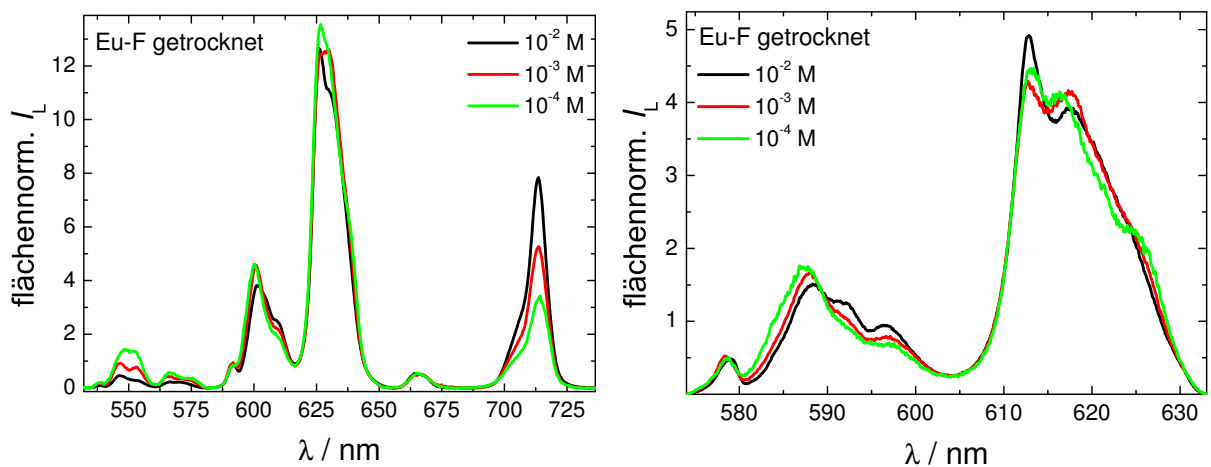 Eu-F getrocknet
10⁻² M
10⁻³ M
10⁻⁴ M
flächennorm. I_L
12
10
8
6
4
2
0
550 575 600 625 650 675 700 725
λ / nm
Eu-F getrocknet
10⁻² M
10⁻³ M
10⁻⁴ M
flächennorm. I_L
5
4
3
2
1
580 590 600 610 620 630
λ / nm